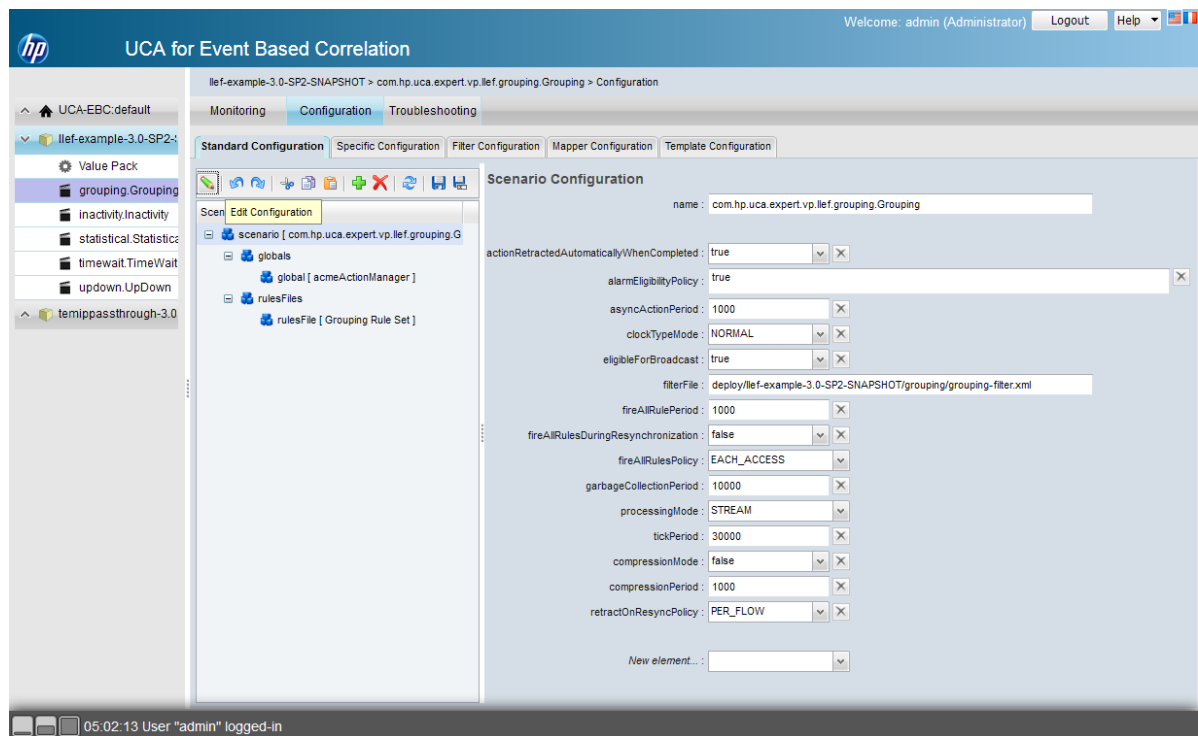 Welcome: admin (Administrator) Logout Help
hp UCA for Event Based Correlation
llef-example-3.0-SP2-SNAPSHOT > com.hp.uca.expert.vp.llef.grouping.Grouping > Configuration
UCA-EBC:default
Monitoring Configuration Troubleshooting
llef-example-3.0-SP2-:
Standard Configuration Specific Configuration Filter Configuration Mapper Configuration Template Configuration
Value Pack
grouping.Grouping
inactivity.Inactivity
statistical.Statistica
timewait.TimeWait
updown.UpDown
temippassthrough-3.0
Scen
Edit Configuration
scenario [ com.hp.uca.expert.vp.llef.grouping.G
globals
global [ acmeActionManager ]
rulesFiles
rulesFile [ Grouping Rule Set ]
Scenario Configuration
name : com.hp.uca.expert.vp.llef.grouping.Grouping
actionRetractedAutomaticallyWhenCompleted : true
alarmEligibilityPolicy : true
asyncActionPeriod : 1000
clockTypeMode : NORMAL
eligibleForBroadcast : true
filterFile : deploy/llef-example-3.0-SP2-SNAPSHOT/grouping/grouping-filter.xml
fireAllRulePeriod : 1000
fireAllRulesDuringResynchronization : false
fireAllRulesPolicy : EACH_ACCESS
garbageCollectionPeriod : 10000
processingMode : STREAM
tickPeriod : 30000
compressionMode : false
compressionPeriod : 1000
retractOnResyncPolicy : PER_FLOW
New element... :
05:02:13 User "admin" logged-in